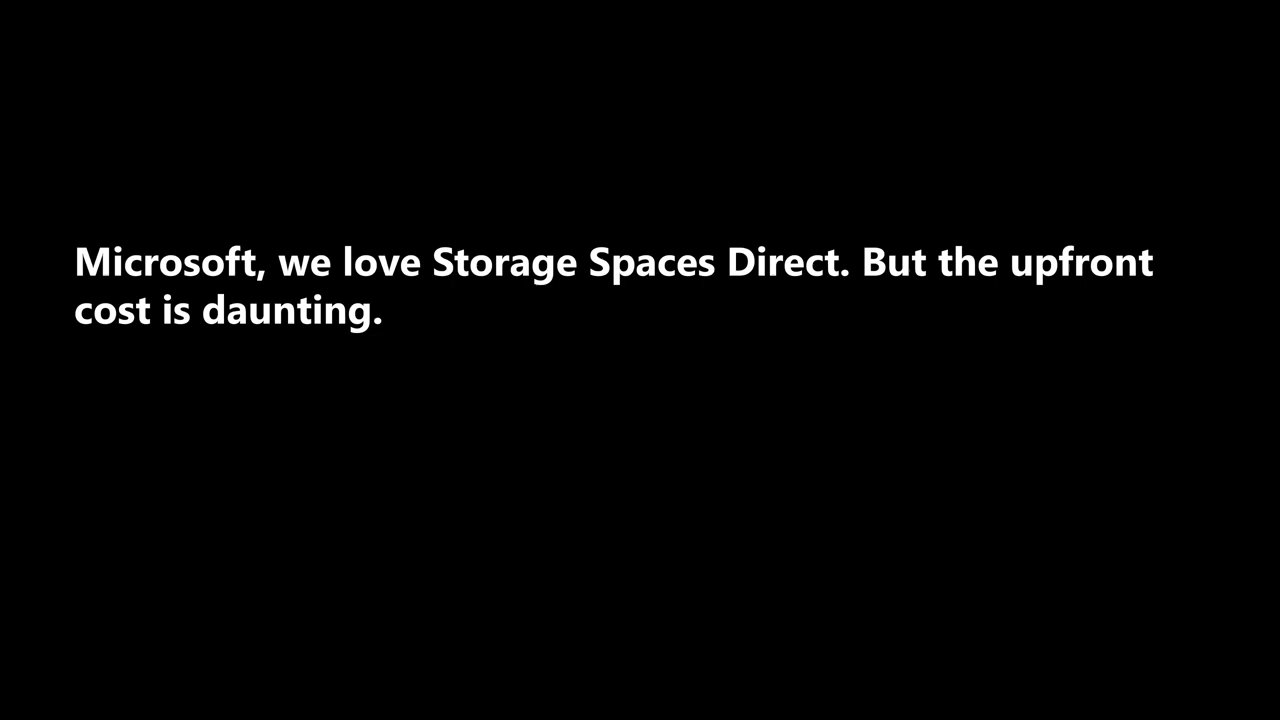 Microsoft, we love Storage Spaces Direct. But the upfront
cost is daunting.